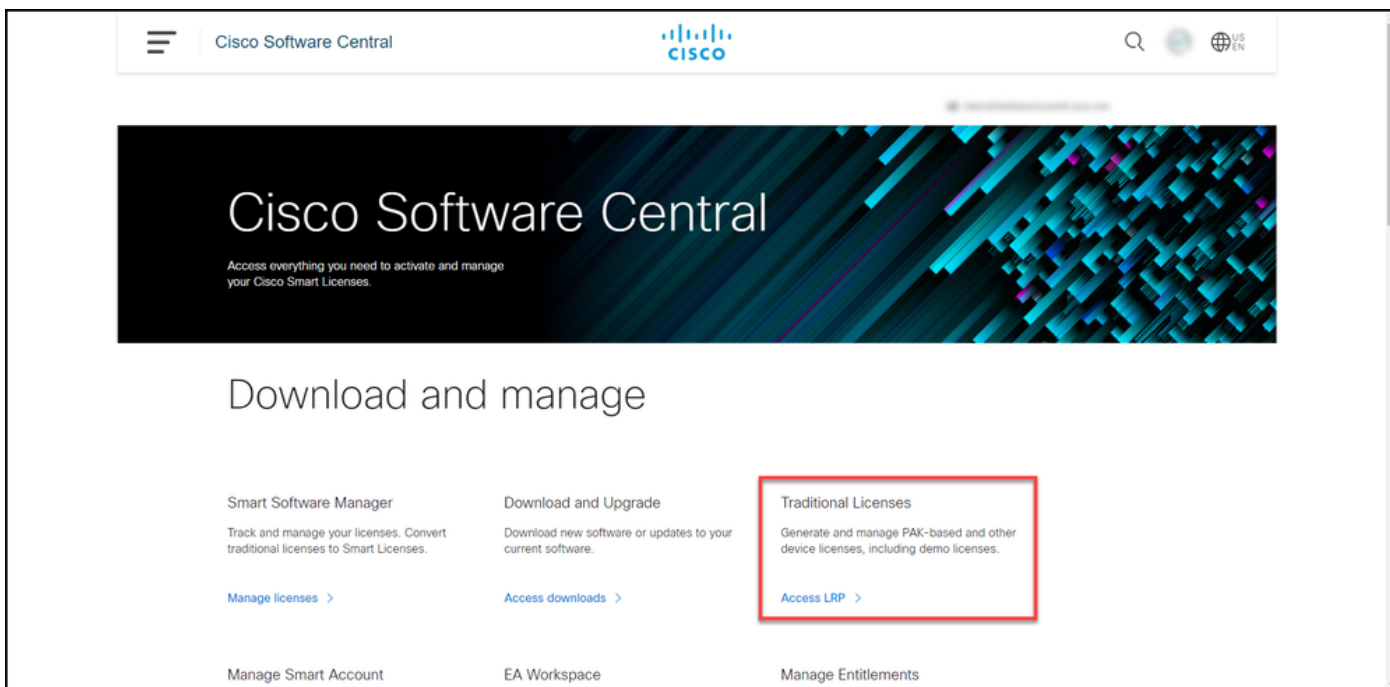 Cisco Software Central
CISCO
US
EN
Cisco Software Central
Access everything you need to activate and manage
your Cisco Smart Licenses.
Download and manage
Smart Software Manager
Track and manage your licenses. Convert
traditional licenses to Smart Licenses.
Manage licenses
Download and Upgrade
Download new software or updates to your
current software.
Access downloads
Traditional Licenses
Generate and manage PAK-based and other
device licenses, including demo licenses.
Access LRP
Manage Smart Account
EA Workspace
Manage Entitlements